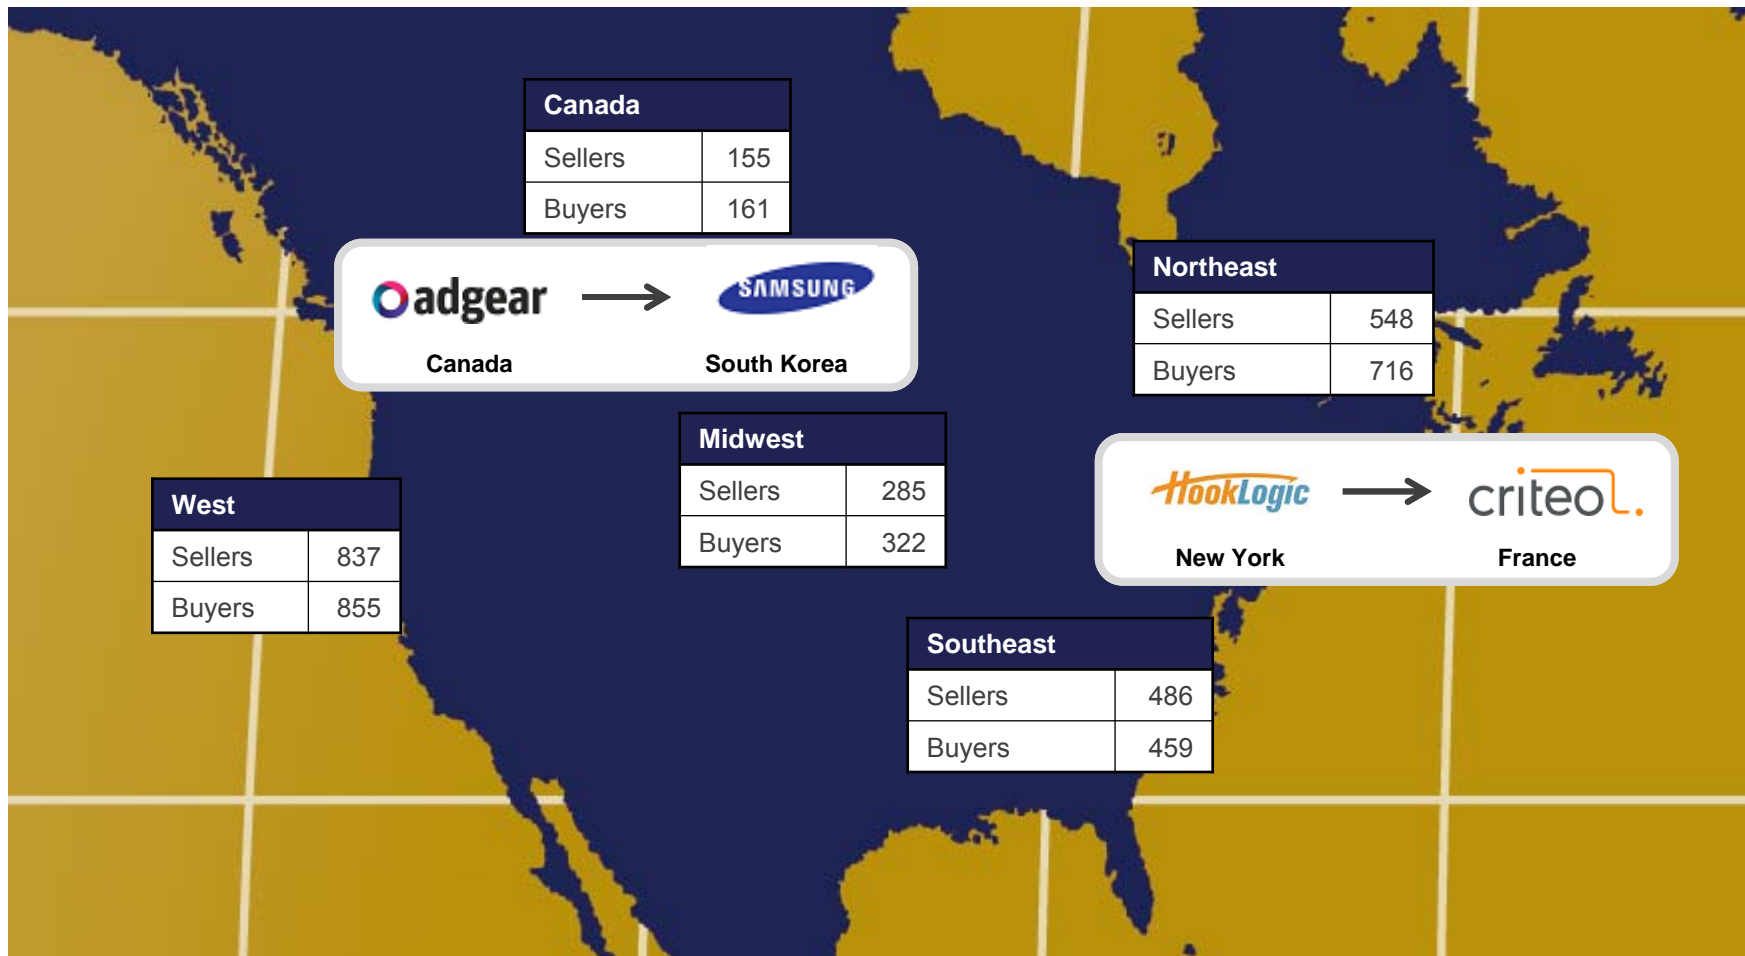 Canada
Sellers 155
Buyers 161
adgear
SAMSUNG
Canada
South Korea
Northeast
Sellers 548
Buyers 716
Midwest
Sellers 285
Buyers 322
HookLogic
criteo
New York
France
West
Sellers 837
Buyers 855
Southeast
Sellers 486
Buyers 459